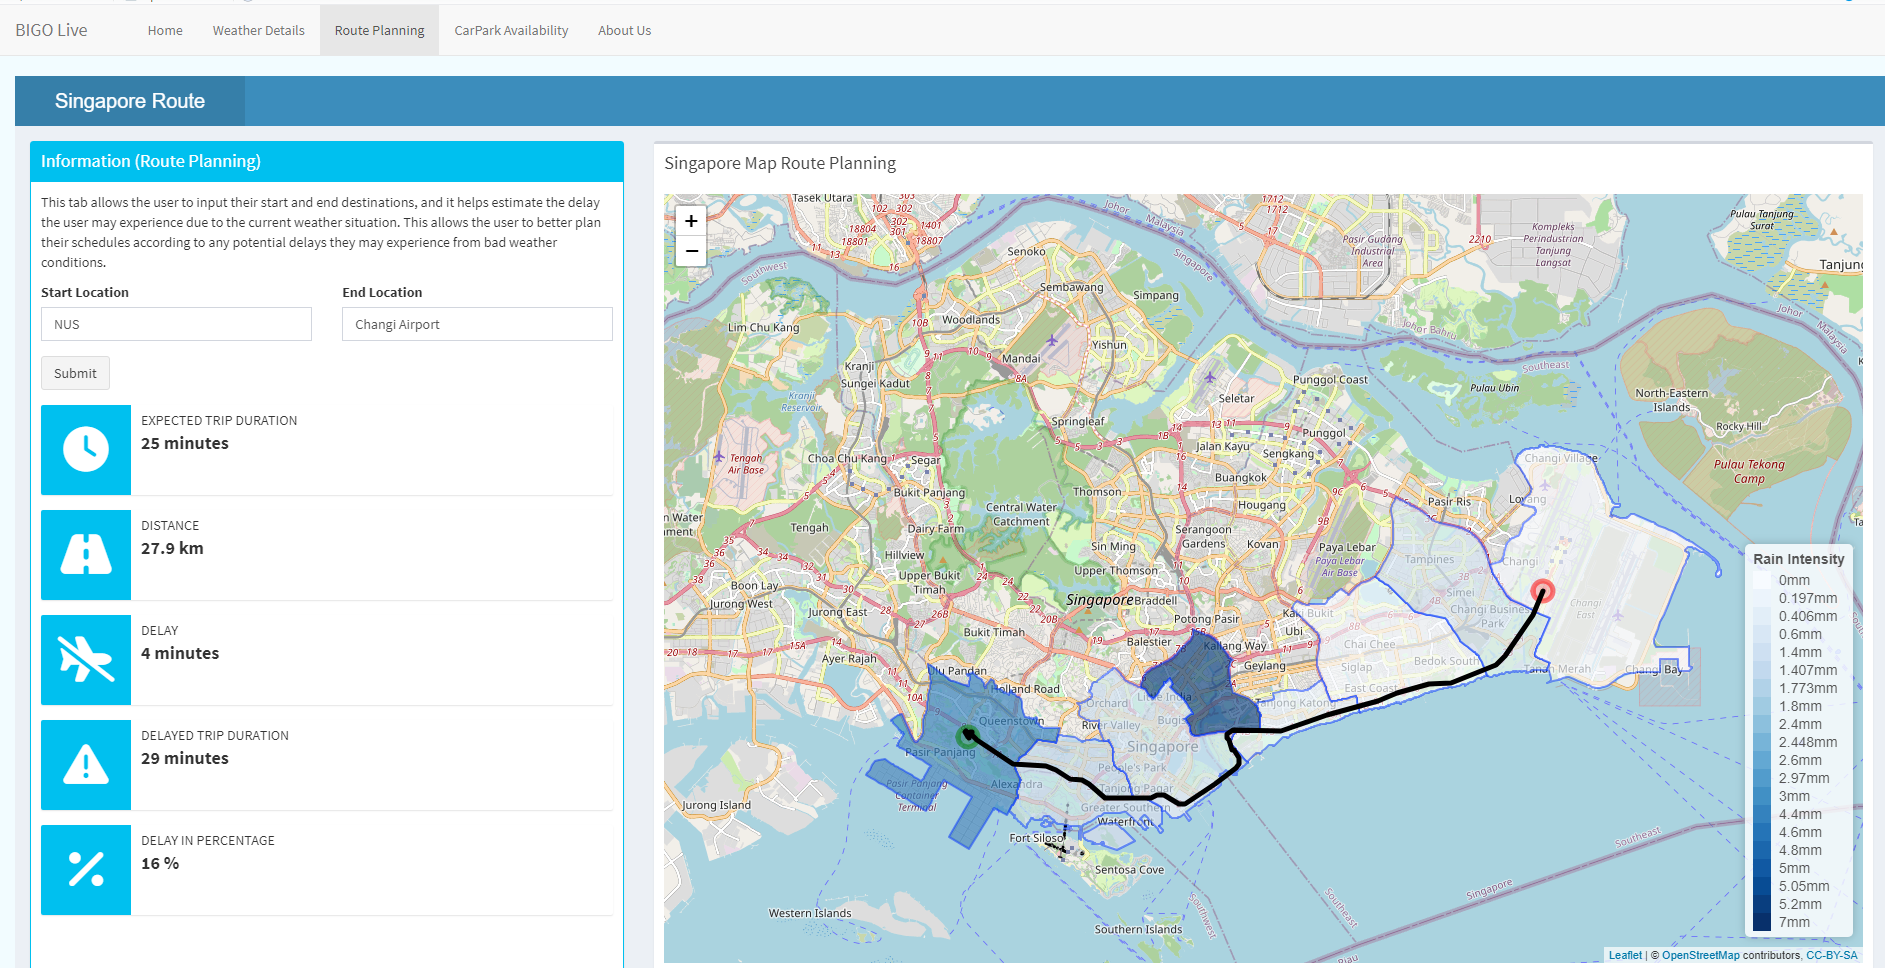 BIGO Live
Home
Weather Details
Route Planning
CarPark Availability
About Us
Singapore Route
Information (Route Planning)
This tab allows the user to input their start and end destinations, and it helps estimate the delay
the user may experience due to the current weather situation. This allows the user to better plan
their schedules according to any potential delays they may experience from bad weather
conditions.
Start Location
End Location
NUS
Changi Airport
Submit
EXPECTED TRIP DURATION
25 minutes
DISTANCE
27.9 km
DELAY
4 minutes
DELAYED TRIP DURATION
29 minutes
DELAY IN PERCENTAGE
16 %
Singapore Map Route Planning
+
−
Tasek Utara
Johor
Malaysia
Singapore
Southwest
Senoko
Sembawang
Simpang
Woodlands
Lim Chu Kang
Mandai
Yishun
Kranji
Sungei Kadut
Kranji
Reservoir
Seletar
Springleaf
Punggol Coast
Punggol
Jalan Kayu
Sengkang
Buangkok
Hougang
Tengah
Air Base
Choa Chu Kang
Segar
Bukit Panjang
Thomson
Central Water
Catchment
Tengah
Dairy Farm
Hillview
Upper Bukit
Timah
Sin Ming
Upper Thomson
Serangoon
Gardens
Kovan
Paya Lebar
Paya Lebar
Air Base
Boon Lay
Jurong West
Jurong East
Singapore
Braddell
Potong Pasir
Bukit Timah
Balestier
Kallang Way
Ubi
Kaki Bukit
Geylang
Ayer Rajah
Ulu Pandan
Holland Road
Queenstown
Pasir Panjang
Orchard
River Valley
Little India
Bugis
Singapore
People's Park
Tanjong Pagar
Greater Southern
Waterfront
Alexandra
Pasir Panjang
Container
Terminal
Fort Siloso
Sentosa Cove
Jurong Island
Western Islands
Southern Islands
Tanjong Katong
East Coast
Siglap
Chai Chee
Bedok South
Tampines
Simei
Changi Business
Park
Pasir Ris
Loyang
Changi Village
Changi
Changi
East
Tanah Merah
Changi Bay
Pasir Gudang
Industrial
Area
Kompleks
Perindustrian
Tanjung
Langsat
Pulau Tanjung
Surat
Johor Bahru
Southeast
Pulau Ubin
North-Eastern
Islands
Rocky Hill
Pulau Tekong
Camp
Johor
Malaysia
Southwest
Southeast
Singapore
Southeast
Rain Intensity
0mm
0.197mm
0.406mm
0.6mm
1.4mm
1.407mm
1.773mm
1.8mm
2.4mm
2.448mm
2.6mm
2.97mm
3mm
4.4mm
4.6mm
4.8mm
5mm
5.05mm
5.2mm
7mm
Leaflet | © OpenStreetMap contributors, CC-BY-SA